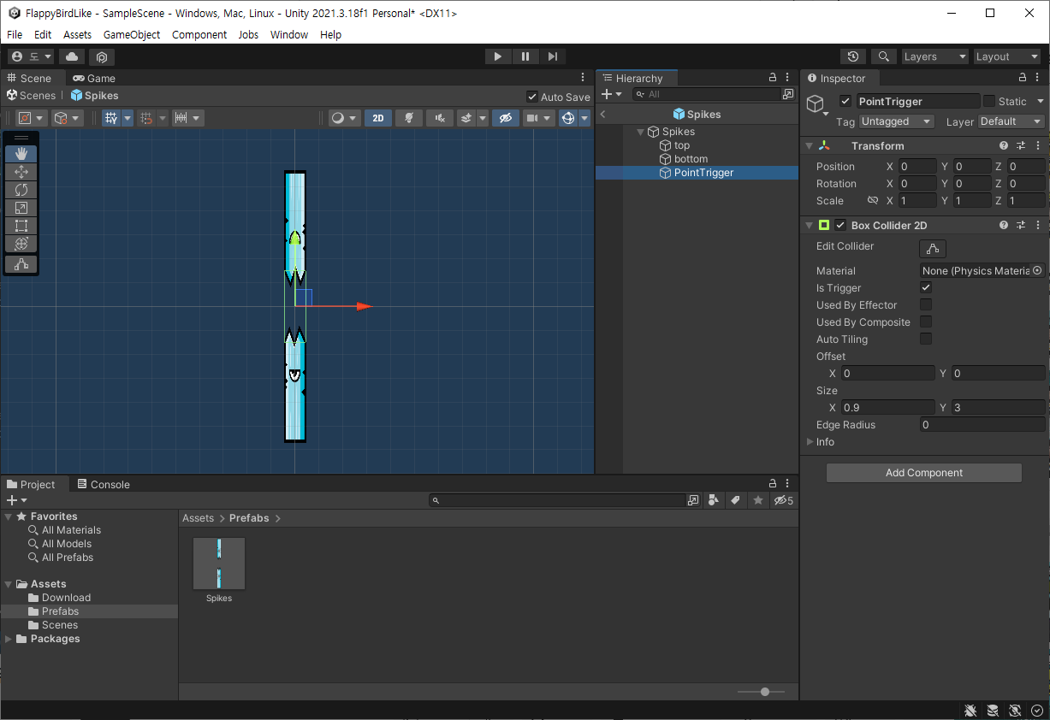 FlappyBirdLike - SampleScene - Windows, Mac, Linux - Unity 2021.3.18f1 Personal* <DX11>
File Edit Assets GameObject Component Jobs Window Help
도 Layers Layout
Scene Game
Scenes Spikes Auto Save
2D
Hierarchy
All
Spikes
Spikes
top
bottom
PointTrigger
Inspector
PointTrigger Static
Tag Untagged Layer Default
Transform
Position X 0 Y 0 Z 0
Rotation X 0 Y 0 Z 0
Scale X 1 Y 1 Z 1
Box Collider 2D
Edit Collider
Material None (Physics Materia
Is Trigger
Used By Effector
Used By Composite
Auto Tiling
Offset
X 0 Y 0
Size
X 0.9 Y 3
Edge Radius 0
Info
Add Component
Project Console
5
Favorites
All Materials
All Models
All Prefabs
Assets
Download
Prefabs
Scenes
Packages
Assets > Prefabs >
Spikes